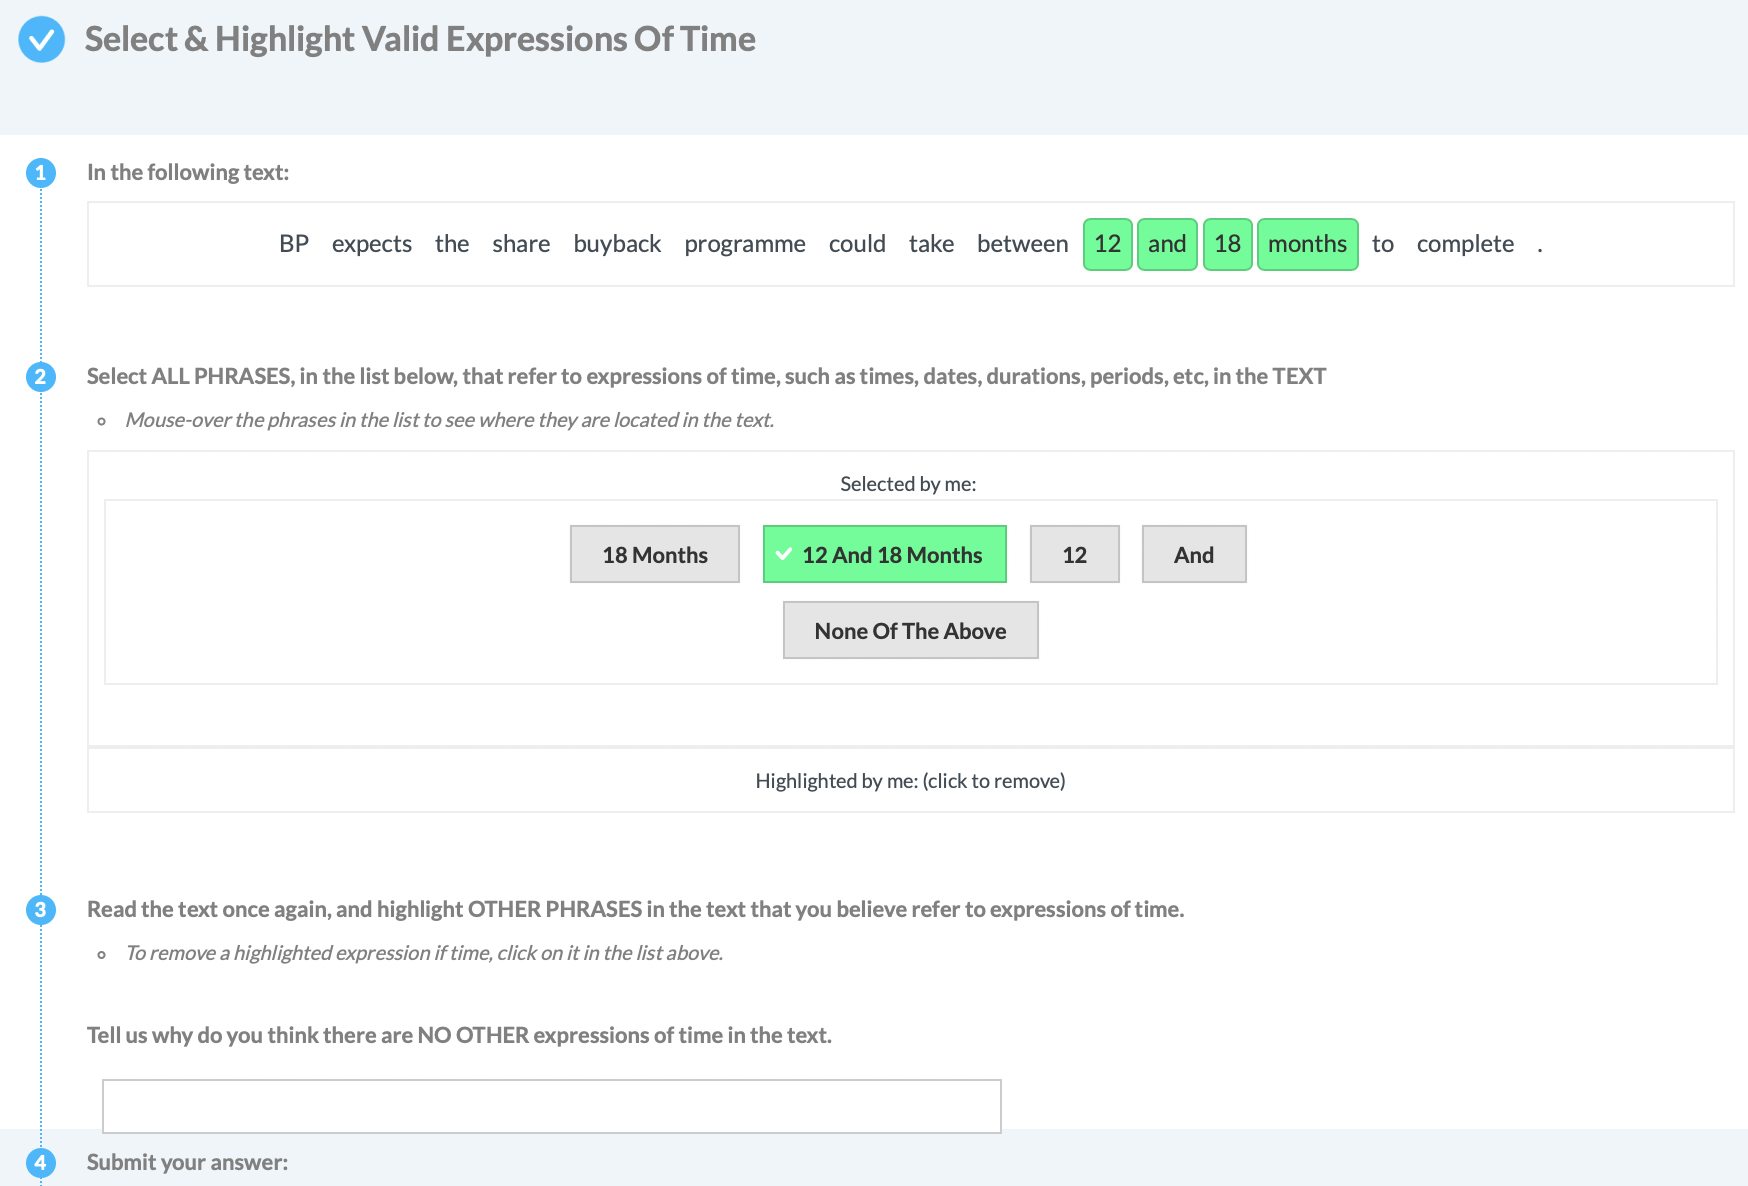 Select & Highlight Valid Expressions Of Time
1
In the following text:
BP expects the share buyback programme could take between 12 and 18 months to complete .
2
Select ALL PHRASES, in the list below, that refer to expressions of time, such as times, dates, durations, periods, etc, in the TEXT
Mouse-over the phrases in the list to see where they are located in the text.
Selected by me:
18 Months 12 And 18 Months 12 And
None Of The Above
Highlighted by me: (click to remove)
3
Read the text once again, and highlight OTHER PHRASES in the text that you believe refer to expressions of time.
To remove a highlighted expression if time, click on it in the list above.
Tell us why do you think there are NO OTHER expressions of time in the text.
4
Submit your answer: